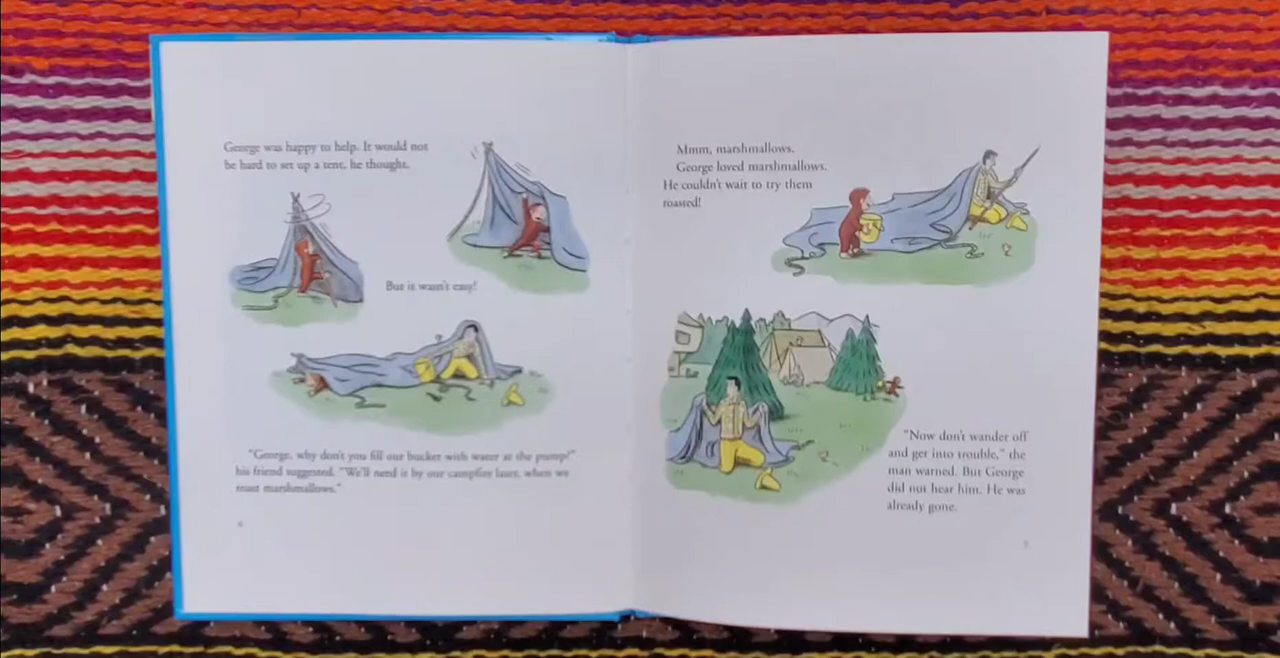 George was happy to help. It would not
be hard to set up a tent, he thought.
But it wasn't easy!
"George, why don't you fill our bucket with water at the pump?"
his friend suggested. "We'll need it by our campfire later, when we
roast marshmallows."
6
Mmm, marshmallows.
George loved marshmallows.
He couldn't wait to try them
roasted!
"Now don't wander off
and get into trouble," the
man warned. But George
did not hear him. He was
already gone.
7